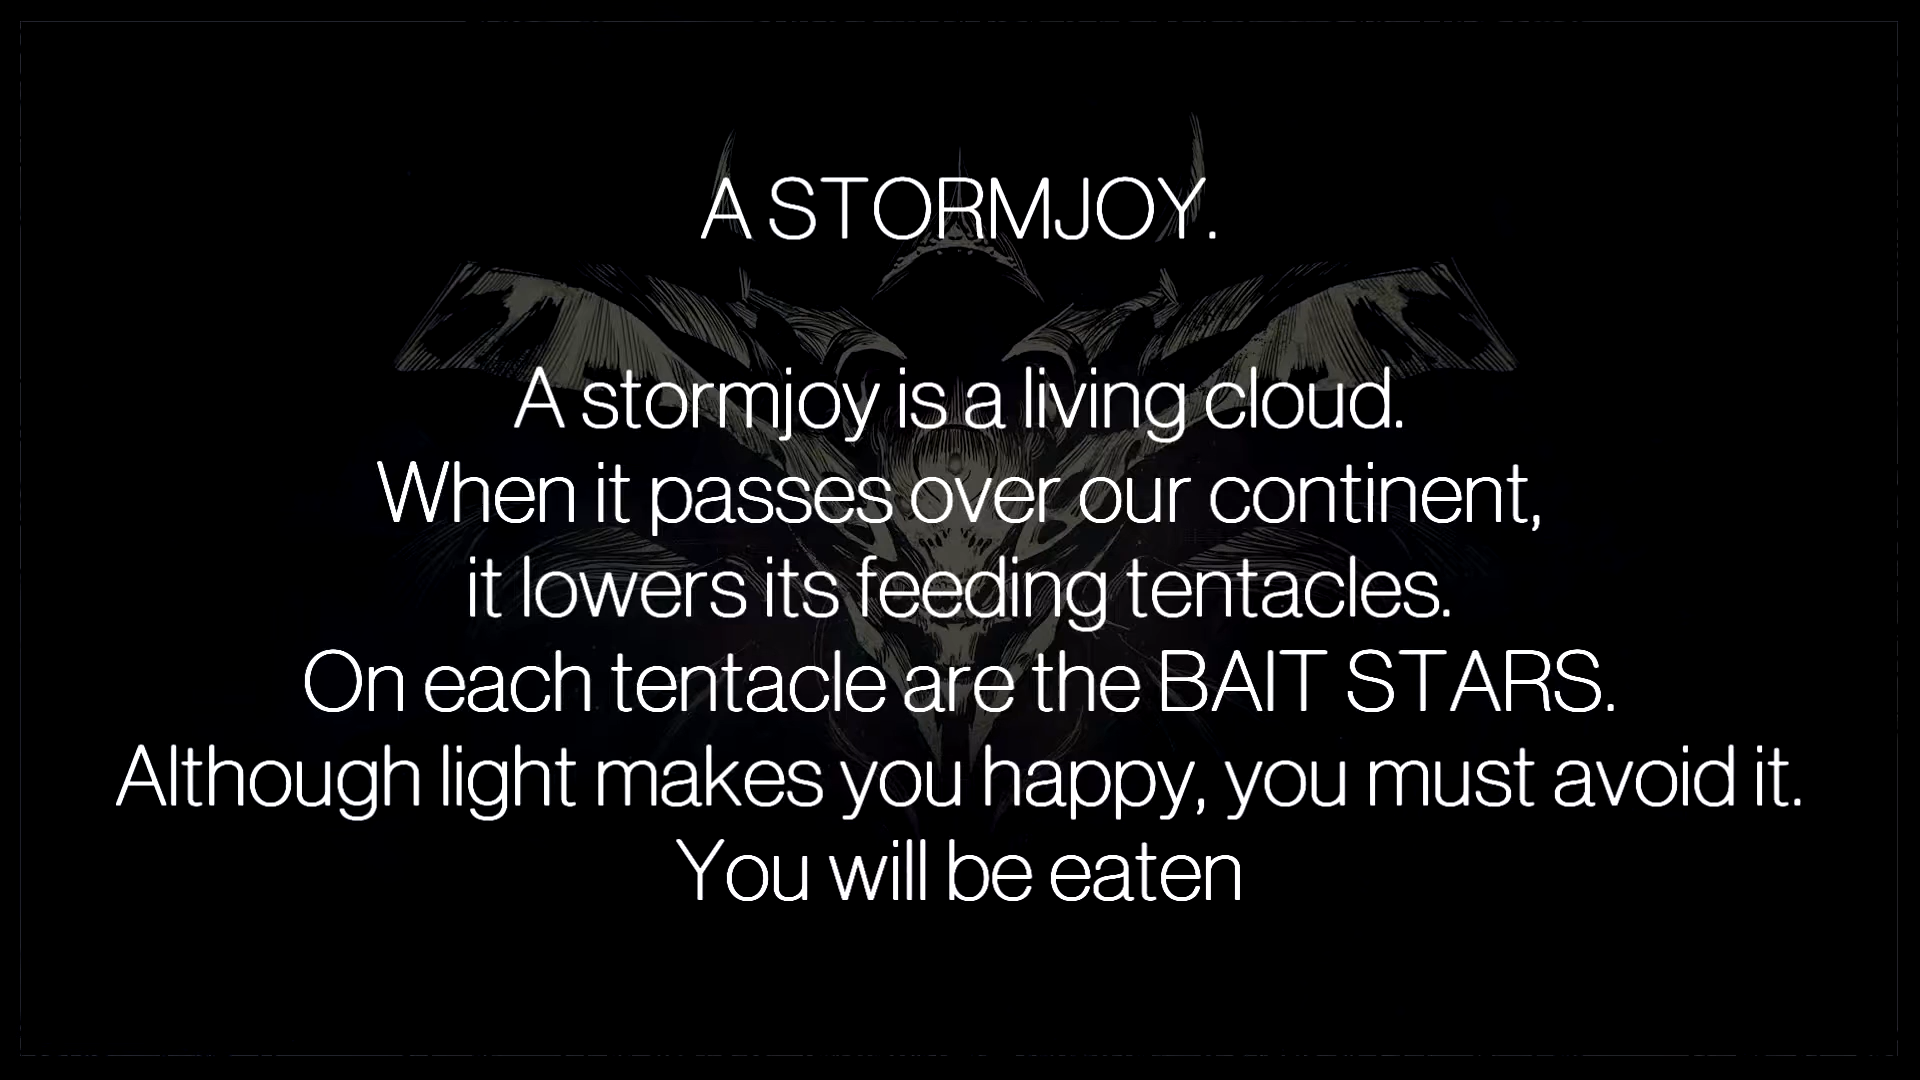 A STORMJOY.
A stormjoy is a living cloud.
When it passes over our continent,
it lowers its feeding tentacles.
On each tentacle are the BAIT STARS.
Although light makes you happy, you must avoid it.
You will be eaten